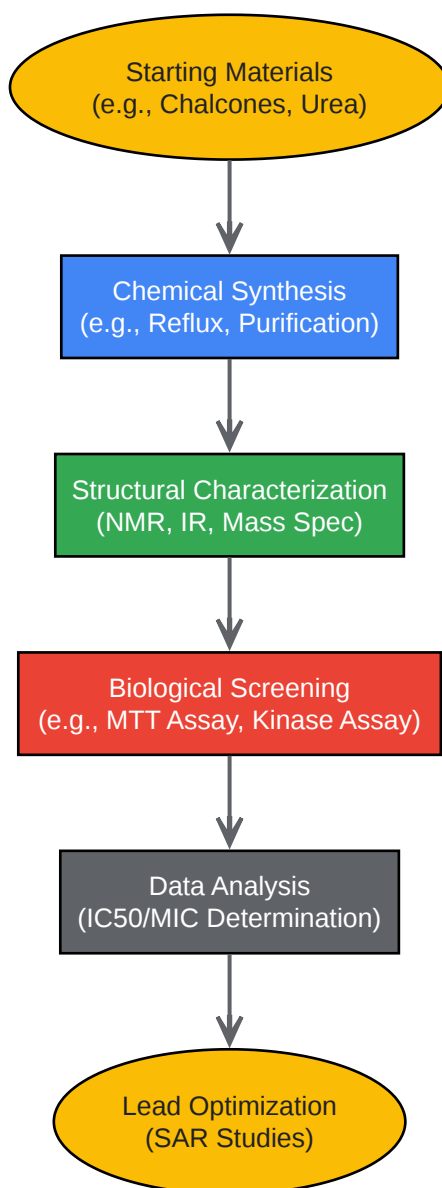 Starting Materials
(e.g., Chalcones, Urea)
Chemical Synthesis
(e.g., Reflux, Purification)
Structural Characterization
(NMR, IR, Mass Spec)
Biological Screening
(e.g., MTT Assay, Kinase Assay)
Data Analysis
(IC50/MIC Determination)
Lead Optimization
(SAR Studies)